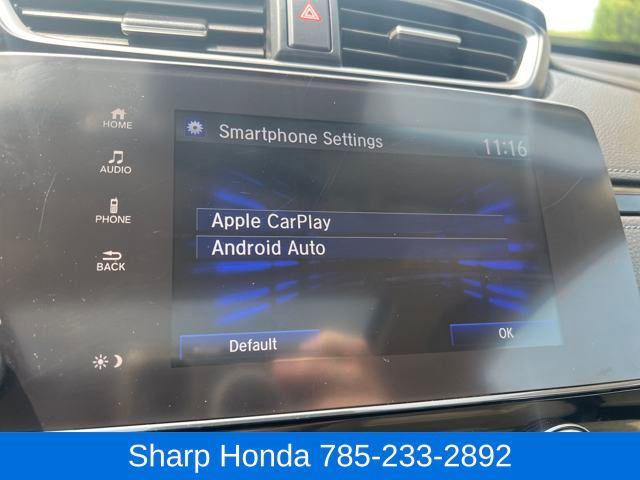 Smartphone Settings
11:16
HOME
AUDIO
PHONE
BACK
Apple CarPlay
Android Auto
Default
OK
Sharp Honda 785-233-2892